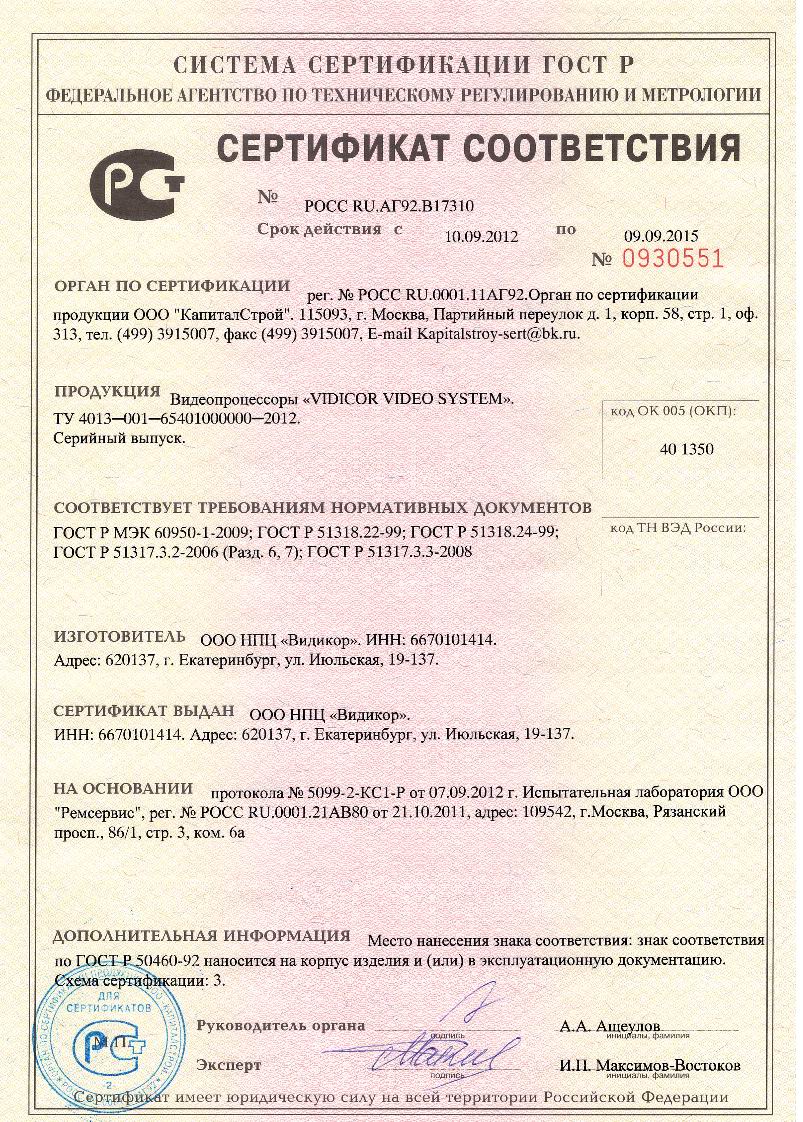 СИСТЕМА СЕРТИФИКАЦИИ ГОСТ Р
ФЕДЕРАЛЬНОЕ АГЕНТСТВО ПО ТЕХНИЧЕСКОМУ РЕГУЛИРОВАНИЮ И МЕТРОЛОГИИ
СЕРТИФИКАТ СООТВЕТСТВИЯ
№ РОСС RU.АГ92.В17310
Срок действия с 10.09.2012 по 09.09.2015
№ 0930551
ОРГАН ПО СЕРТИФИКАЦИИ рег. № РОСС RU.0001.11АГ92.Орган по сертификации
продукции ООО "КапиталСтрой". 115093, г. Москва, Партийный переулок д. 1, корп. 58, стр. 1, оф.
313, тел. (499) 3915007, факс (499) 3915007, E-mail Kapitalstroy-sert@bk.ru.
ПРОДУКЦИЯ Видеопроцессоры «VIDICOR VIDEO SYSTEM».
ТУ 4013—001—65401000000—2012.
Серийный выпуск.
код ОК 005 (ОКП):
40 1350
СООТВЕТСТВУЕТ ТРЕБОВАНИЯМ НОРМАТИВНЫХ ДОКУМЕНТОВ
ГОСТ Р МЭК 60950-1-2009; ГОСТ Р 51318.22-99; ГОСТ Р 51318.24-99;
ГОСТ Р 51317.3.2-2006 (Разд. 6, 7); ГОСТ Р 51317.3.3-2008
код ТН ВЭД России:
ИЗГОТОВИТЕЛЬ ООО НПЦ «Видикор». ИНН: 6670101414.
Адрес: 620137, г. Екатеринбург, ул. Июльская, 19-137.
СЕРТИФИКАТ ВЫДАН ООО НПЦ «Видикор».
ИНН: 6670101414. Адрес: 620137, г. Екатеринбург, ул. Июльская, 19-137.
НА ОСНОВАНИИ протокола № 5099-2-КС1-Р от 07.09.2012 г. Испытательная лаборатория ООО
"Ремсервис", рег. № РОСС RU.0001.21АВ80 от 21.10.2011, адрес: 109542, г.Москва, Рязанский
просп., 86/1, стр. 3, ком. 6а
ДОПОЛНИТЕЛЬНАЯ ИНФОРМАЦИЯ Место нанесения знака соответствия: знак соответствия
по ГОСТ Р 50460-92 наносится на корпус изделия и (или) в эксплуатационную документацию.
Схема сертификации: 3.
ДЛЯ
СЕРТИФИКАТОВ
М.П.
2
Руководитель органа
подпись
А.А. Ащеулов
инициалы, фамилия
Эксперт
подпись
И.П. Максимов-Востоков
инициалы, фамилия
Сертификат имеет юридическую силу на всей территории Российской Федерации